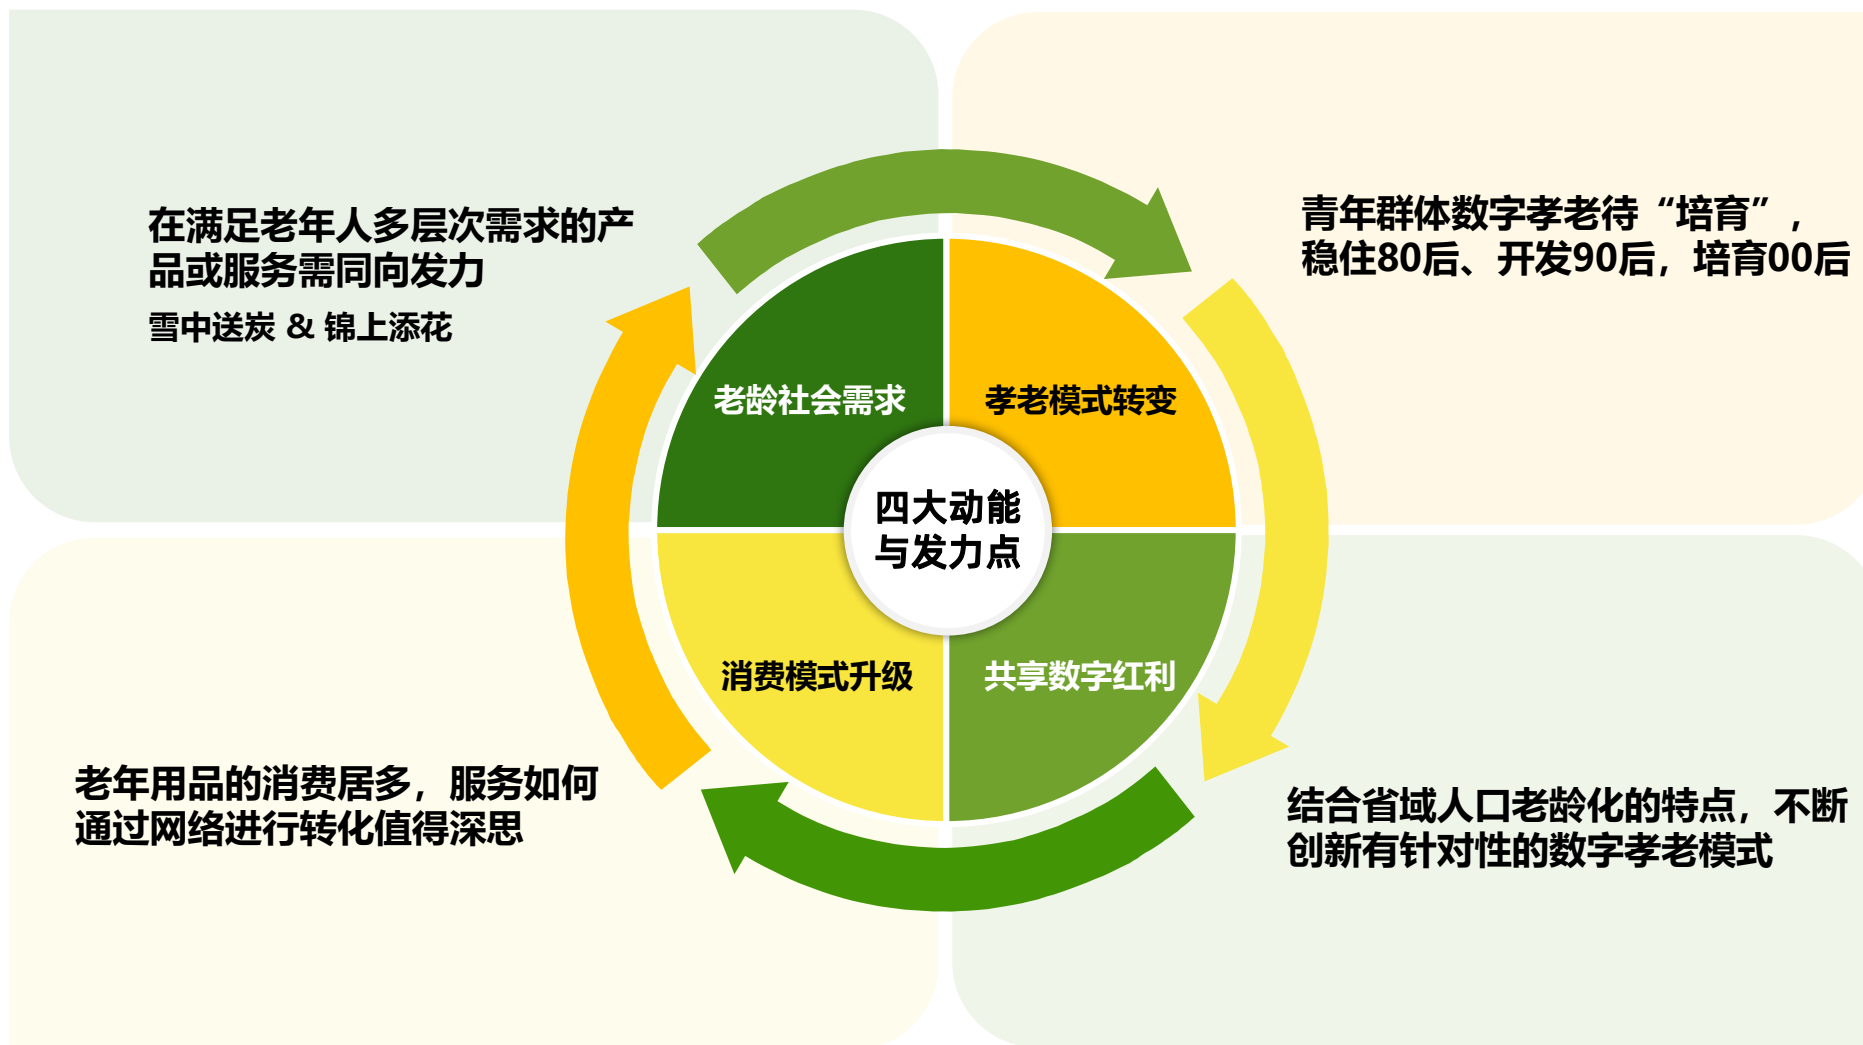 在满足老年人多层次需求的产
品或服务需同向发力
雪中送炭 & 锦上添花
青年群体数字孝老待“培育”，
稳住80后、开发90后，培育00后
老龄社会需求
孝老模式转变
四大动能
与发力点
消费模式升级
共享数字红利
老年用品的消费居多，服务如何
通过网络进行转化值得深思
结合省域人口老龄化的特点，不断
创新有针对性的数字孝老模式